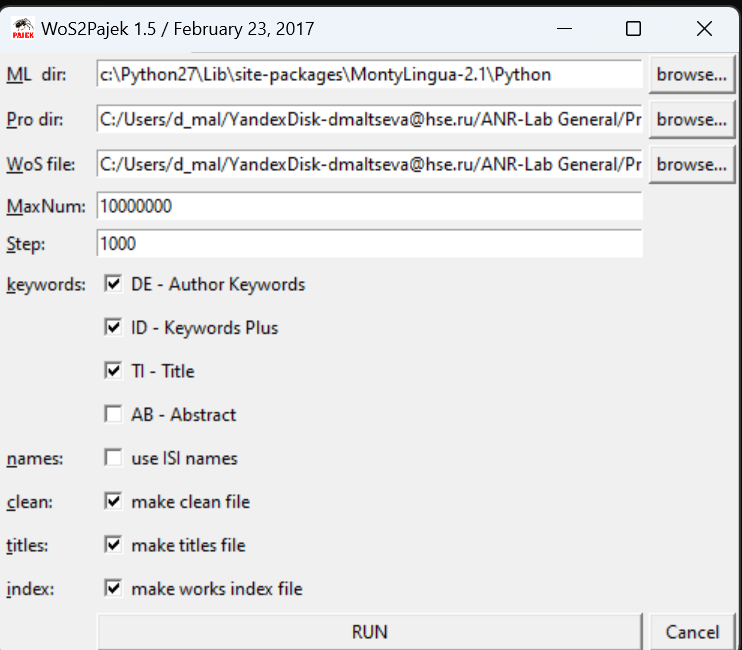 PAJEK WoS2Pajek 1.5 / February 23, 2017
ML dir: c:\Python27\Lib\site-packages\MontyLingua-2.1\Python browse...
Pro dir: C:/Users/d_mal/YandexDisk-dmaltseva@hse.ru/ANR-Lab General/Pr browse...
WoS file: C:/Users/d_mal/YandexDisk-dmaltseva@hse.ru/ANR-Lab General/Pr browse...
MaxNum: 10000000
Step: 1000
keywords: DE - Author Keywords
ID - Keywords Plus
TI - Title
AB - Abstract
names: use ISI names
clean: make clean file
titles: make titles file
index: make works index file
RUN Cancel